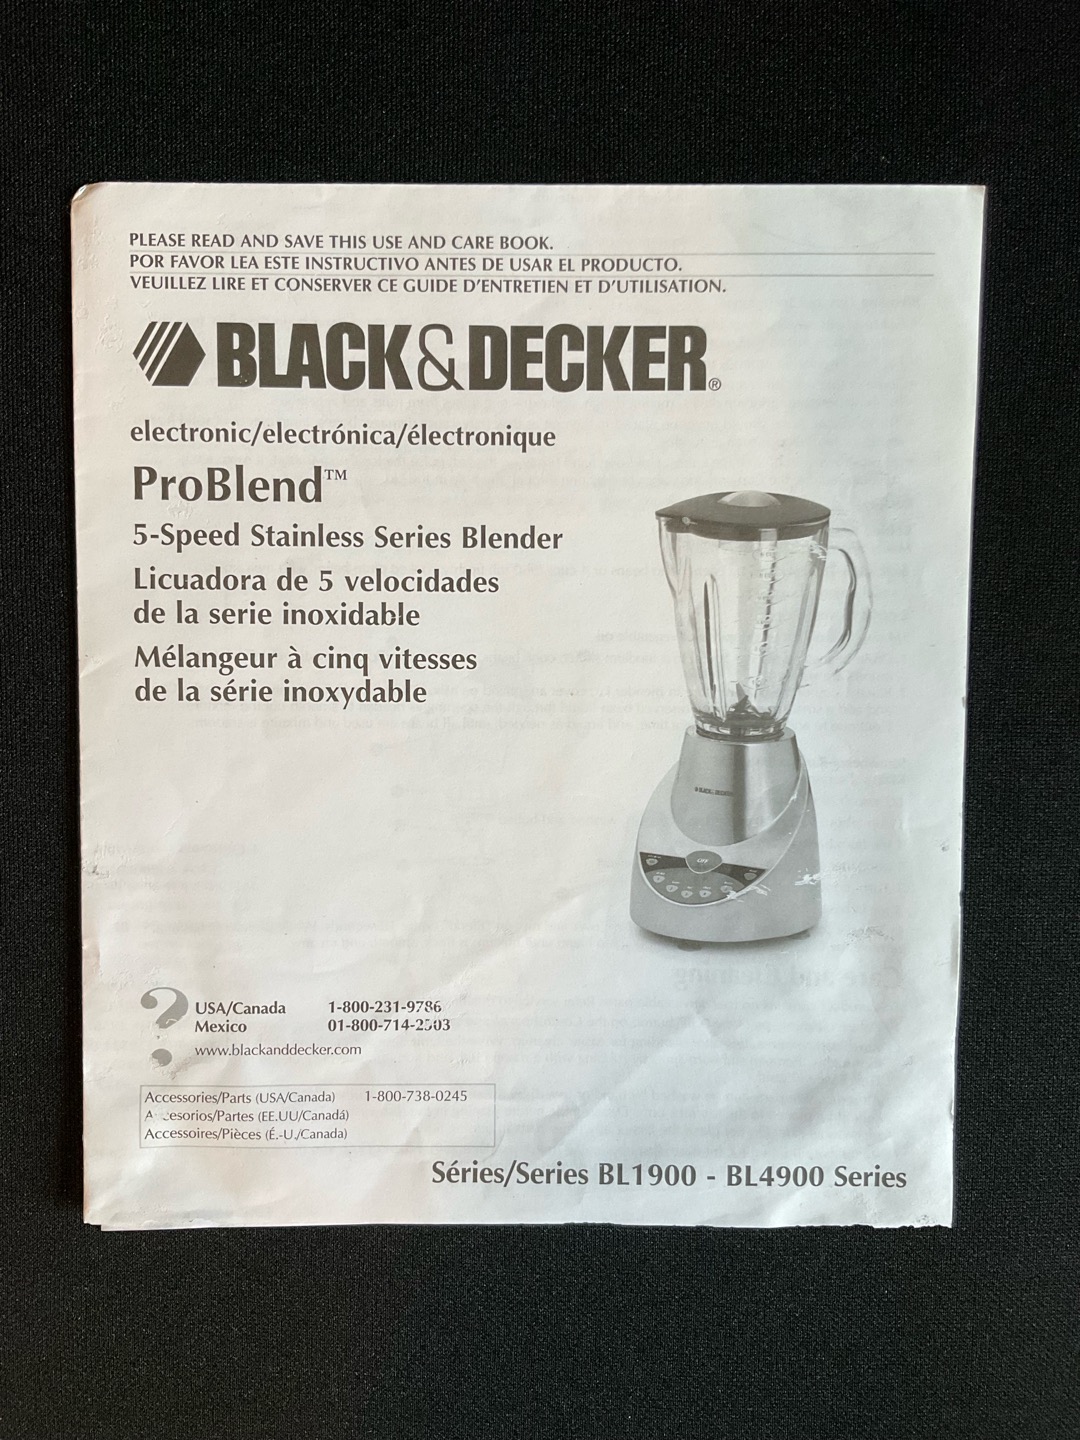 PLEASE READ AND SAVE THIS USE AND CARE BOOK.
POR FAVOR LEA ESTE INSTRUCTIVO ANTES DE USAR EL PRODUCTO.
VEUILLEZ LIRE ET CONSERVER CE GUIDE D'ENTRETIEN ET D'UTILISATION.
BLACK&DECKER®
electronic/electrónica/électronique
ProBlend™
5-Speed Stainless Series Blender
Licuadora de 5 velocidades
de la serie inoxidable
Mélangeur à cinq vitesses
de la série inoxydable
BLACK&DECKER
OFF
?
USA/Canada 1-800-231-9786
Mexico 01-800-714-2503
www.blackanddecker.com
Accessories/Parts (USA/Canada) 1-800-738-0245
Accesorios/Partes (EE.UU/Canadá)
Accessoires/Pièces (É.-U./Canada)
Séries/Series BL1900 - BL4900 Series